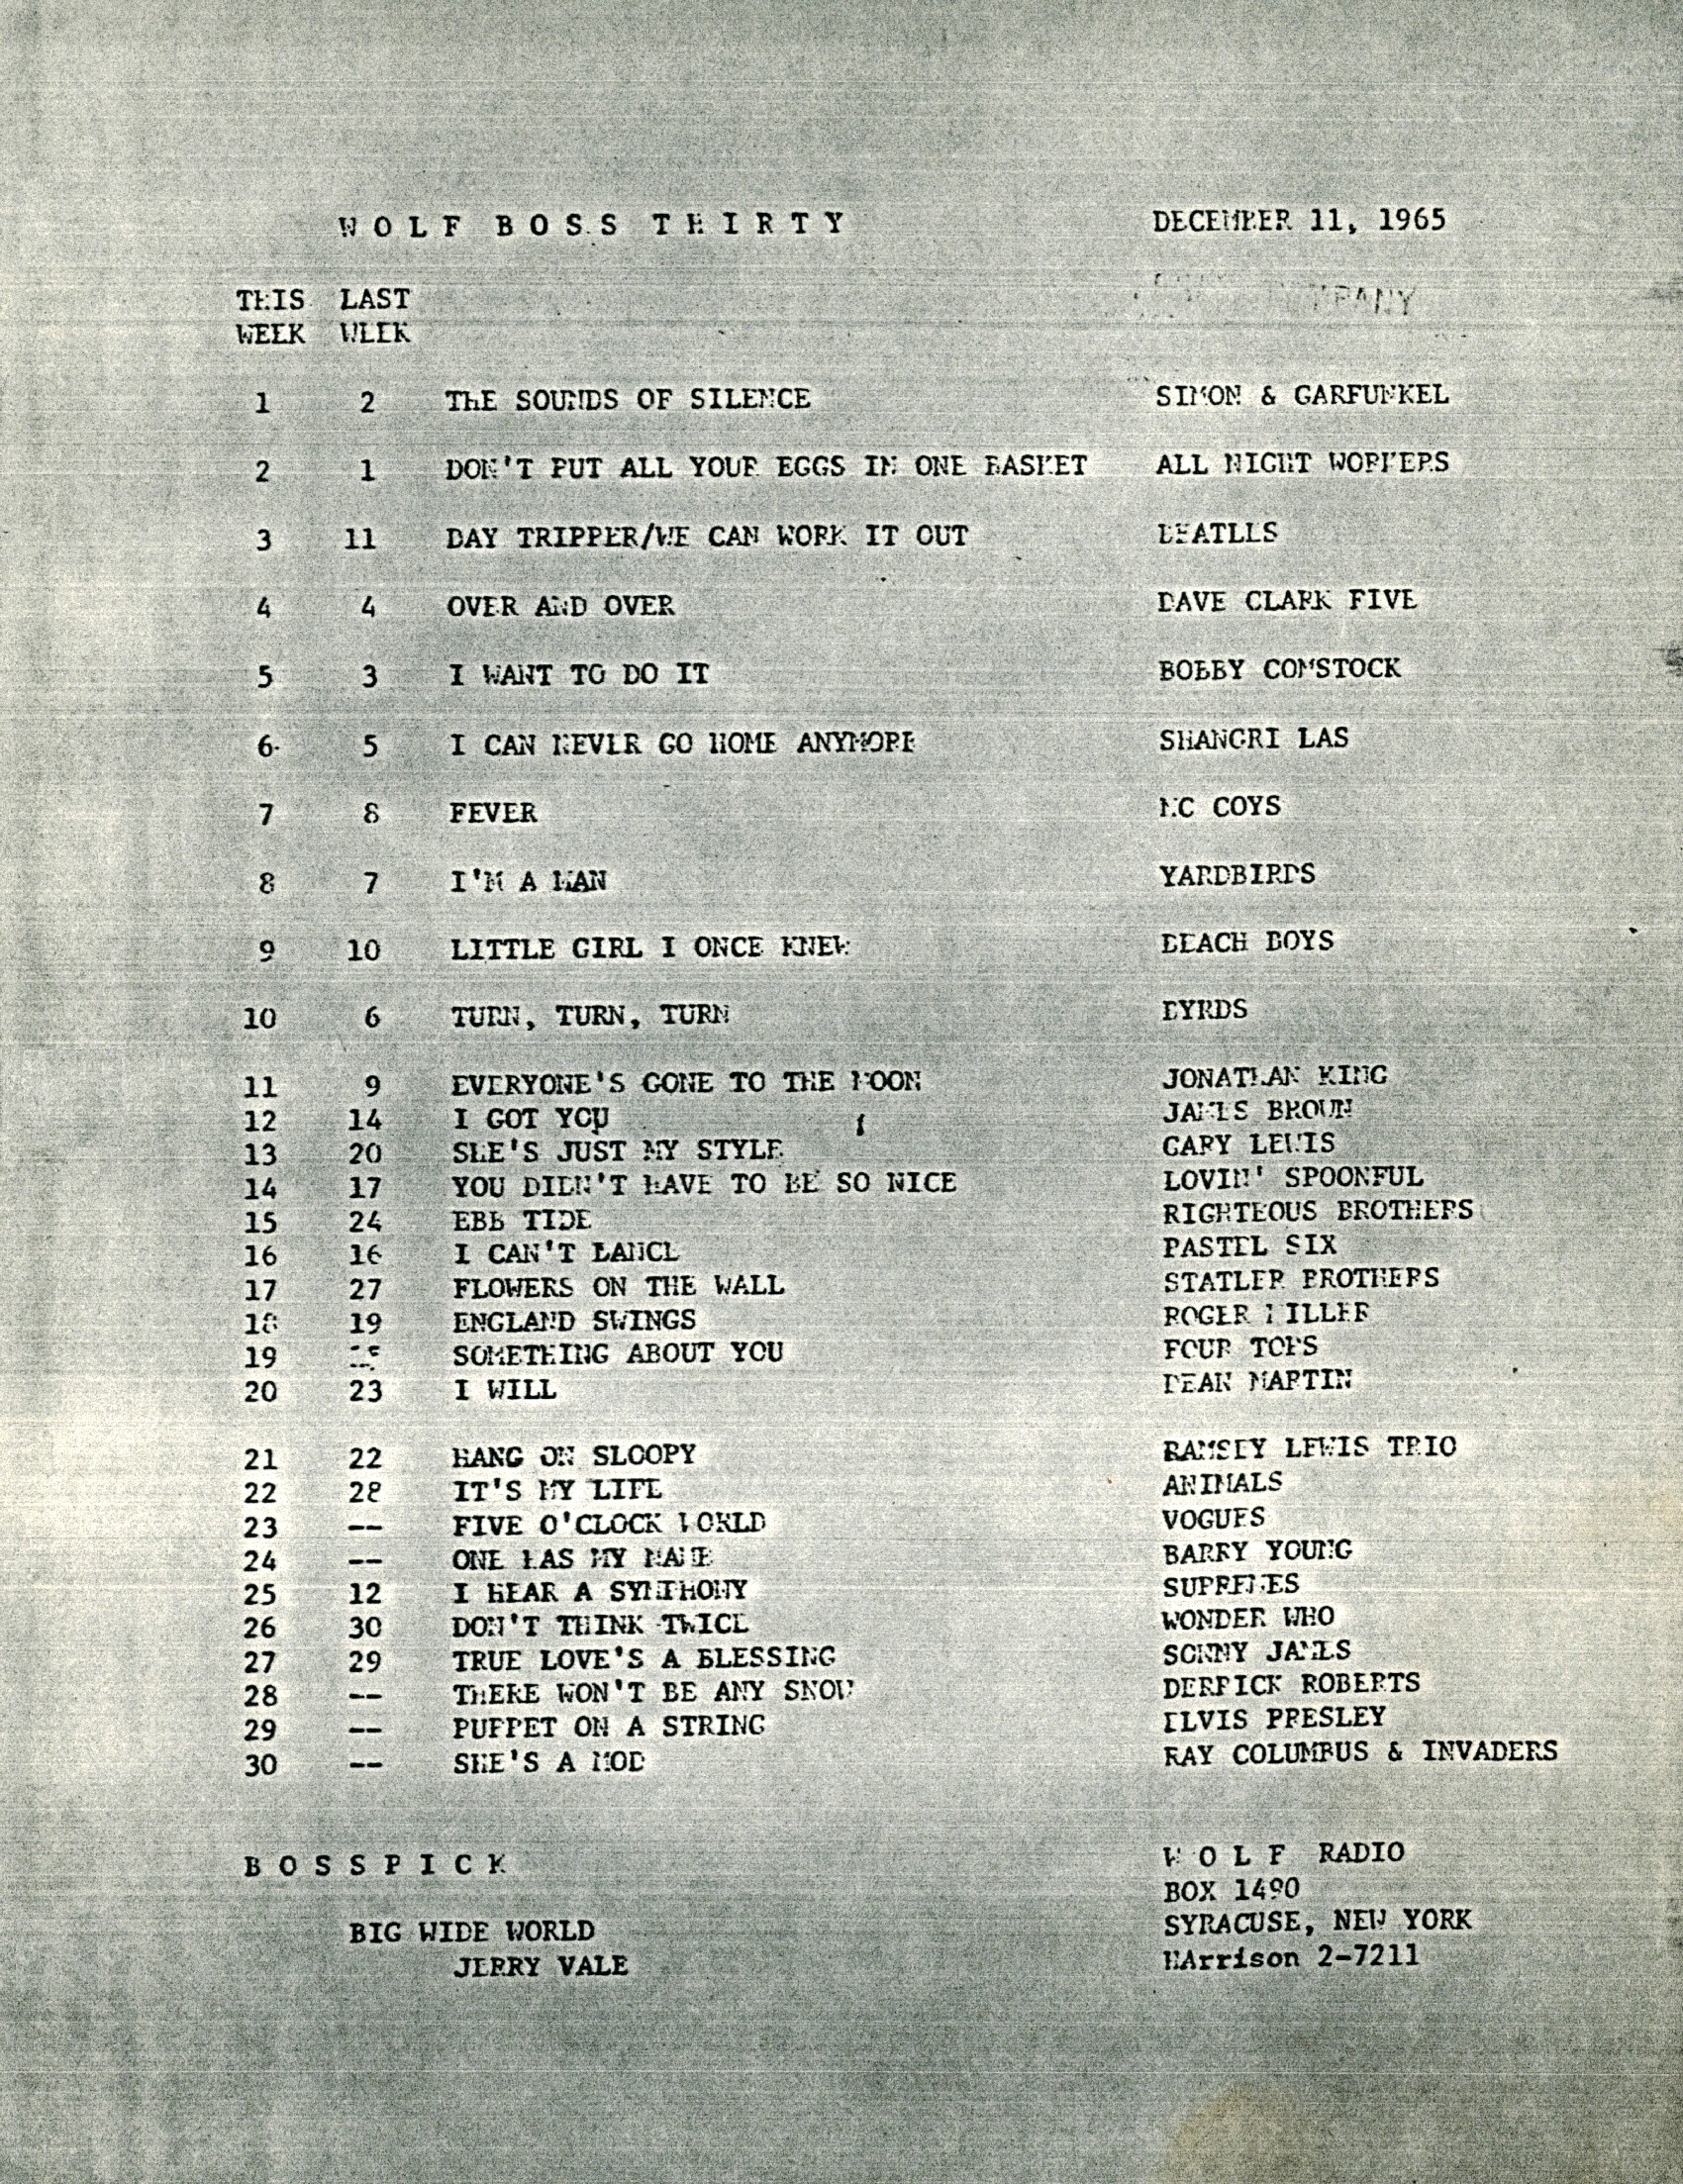 WOLF BOSS THIRTY DECEMBER 11, 1965
THIS LAST
WEEK WEEK
1 2 THE SOUNDS OF SILENCE SIMON & GARFUNKEL
2 1 DON'T PUT ALL YOUR EGGS IN ONE BASKET ALL NIGHT WORKERS
3 11 DAY TRIPPER/WE CAN WORK IT OUT BEATLES
4 4 OVER AND OVER DAVE CLARK FIVE
5 3 I WANT TO DO IT BOBBY COMSTOCK
6 5 I CAN NEVER GO HOME ANYMORE SHANGRI LAS
7 8 FEVER MC COYS
8 7 I'M A MAN YARDBIRDS
9 10 LITTLE GIRL I ONCE KNEW BEACH BOYS
10 6 TURN, TURN, TURN BYRDS
11 9 EVERYONE'S GONE TO THE MOON JONATHAN KING
12 14 I GOT YOU JAMES BROWN
13 20 SHE'S JUST MY STYLE GARY LEWIS
14 17 YOU DIDN'T HAVE TO BE SO NICE LOVIN' SPOONFUL
15 24 EBB TIDE RIGHTEOUS BROTHERS
16 16 I CAN'T DANCE PASTEL SIX
17 27 FLOWERS ON THE WALL STATLER BROTHERS
18 19 ENGLAND SWINGS ROGER MILLER
19 SOMETHING ABOUT YOU FOUR TOPS
20 23 I WILL DEAN MARTIN
21 22 HANG ON SLOOPY RAMSEY LEWIS TRIO
22 28 IT'S MY LIFE ANIMALS
23 -- FIVE O'CLOCK WORLD VOGUES
24 -- ONE HAS MY NAME BARRY YOUNG
25 12 I HEAR A SYMPHONY SUPREMES
26 30 DON'T THINK TWICE WONDER WHO
27 29 TRUE LOVE'S A BLESSING SONNY JAMES
28 -- THERE WON'T BE ANY SNOW DERRICK ROBERTS
29 -- PUPPET ON A STRING ELVIS PRESLEY
30 -- SHE'S A MOD RAY COLUMBUS & INVADERS
BOSSPICK
BIG WIDE WORLD
JERRY VALE
WOLF RADIO
BOX 1490
SYRACUSE, NEW YORK
HArrison 2-7211